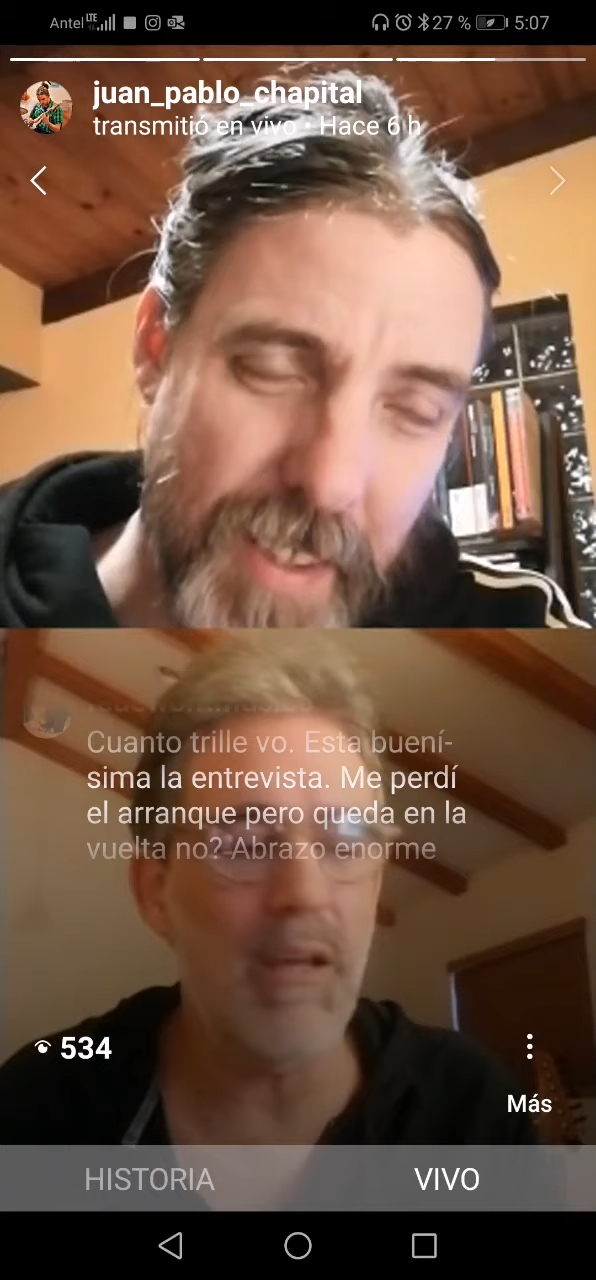 Antel LTE 27 % 5:07
juan_pablo_chapital
transmitió en vivo • Hace 6 h
Cuanto trille vo. Esta buení-
sima la entrevista. Me perdí
el arranque pero queda en la
vuelta no? Abrazo enorme
534
Más
HISTORIA VIVO